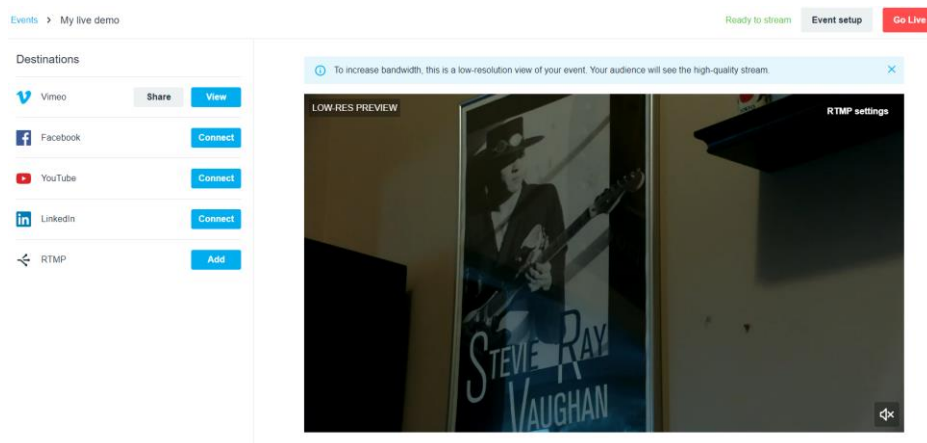 Events > My live demo
Ready to stream
Event setup
Go Live
Destinations
Vimeo
Share
View
Facebook
Connect
YouTube
Connect
LinkedIn
Connect
RTMP
Add
To increase bandwidth, this is a low-resolution view of your event. Your audience will see the high-quality stream.
LOW-RES PREVIEW
RTMP settings
STEVIE RAY
VAUGHAN